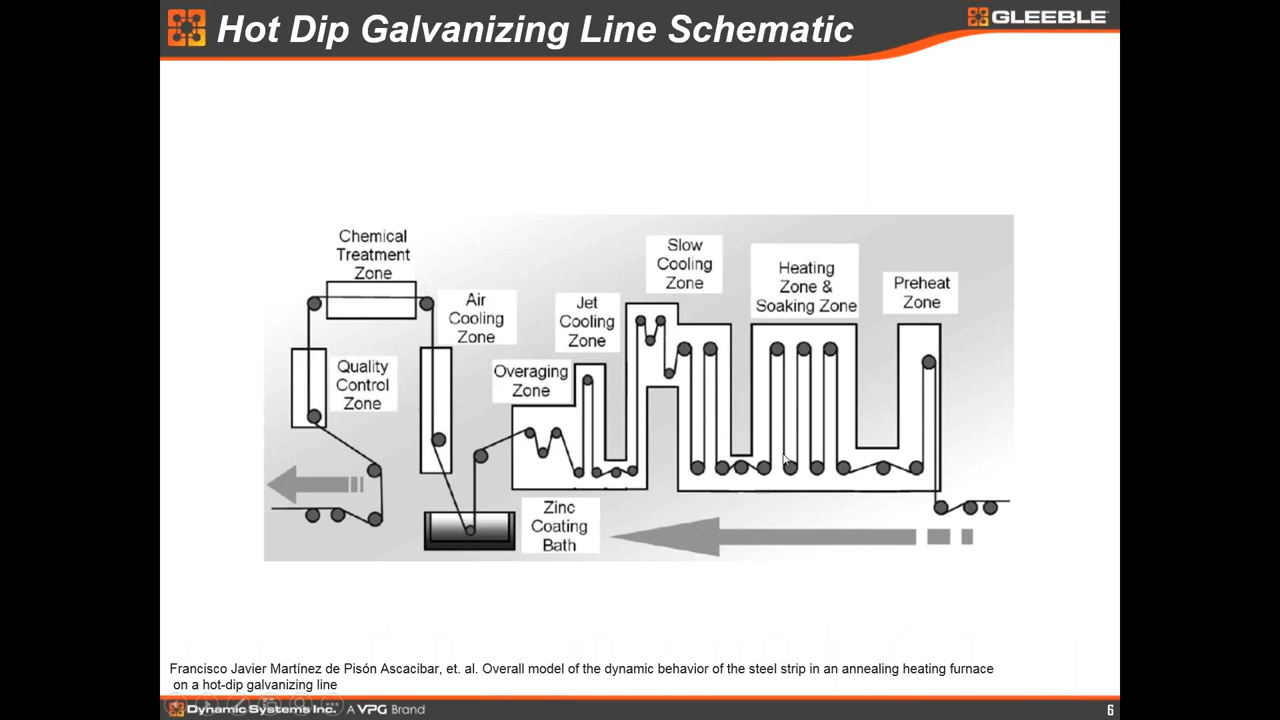 Hot Dip Galvanizing Line Schematic
GLEEBLE
Chemical
Treatment
Zone
Slow
Cooling
Zone
Heating
Zone &
Soaking Zone
Preheat
Zone
Air
Cooling
Zone
Jet
Cooling
Zone
Quality
Control
Zone
Overaging
Zone
Zinc
Coating
Bath
Francisco Javier Martínez de Pisón Ascacibar, et. al. Overall model of the dynamic behavior of the steel strip in an annealing heating furnace
on a hot-dip galvanizing line
Dynamic Systems Inc. A VPG Brand
6